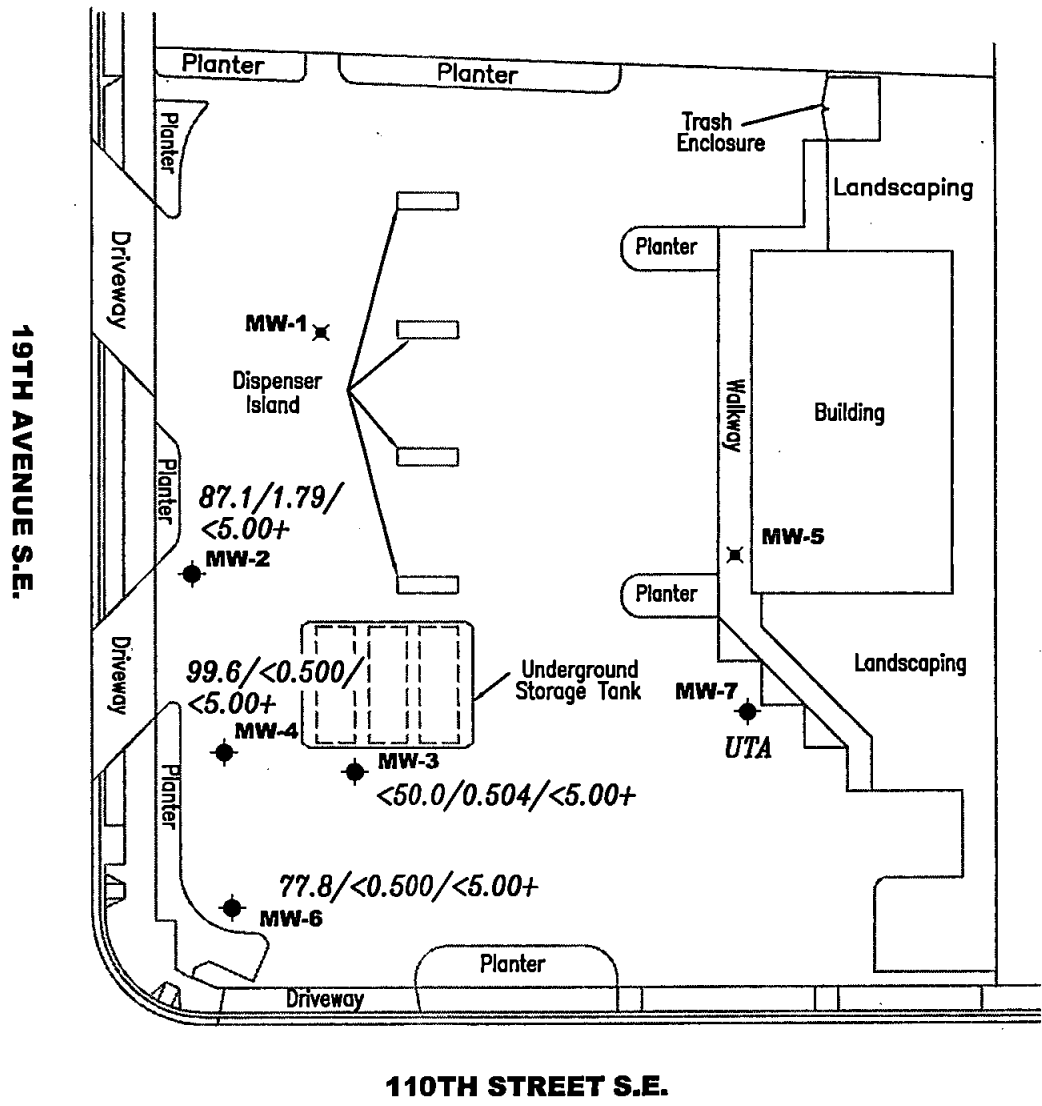 Planter
Planter
Planter
Trash
Enclosure
Landscaping
Driveway
Planter
MW-1
Dispenser
Island
19TH AVENUE S.E.
Walkway
Building
Planter
87.1/1.79/
<5.00+
MW-2
MW-5
Planter
Driveway
99.6/<0.500/
<5.00+
MW-4
Underground
Storage Tank
Landscaping
MW-7
UTA
MW-3
<50.0/0.504/<5.00+
Planter
77.8/<0.500/<5.00+
MW-6
Planter
Driveway
110TH STREET S.E.